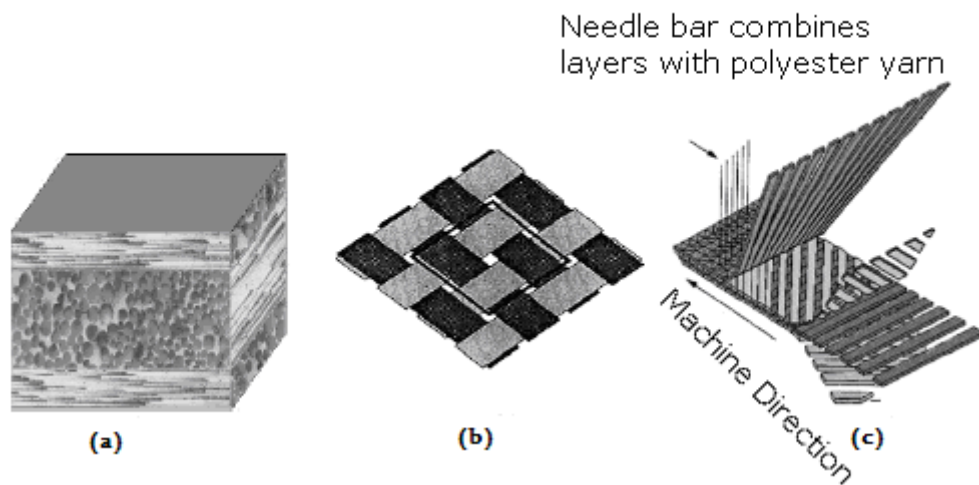 Needle bar combines
layers with polyester yarn
Machine Direction
(a)
(b)
(c)